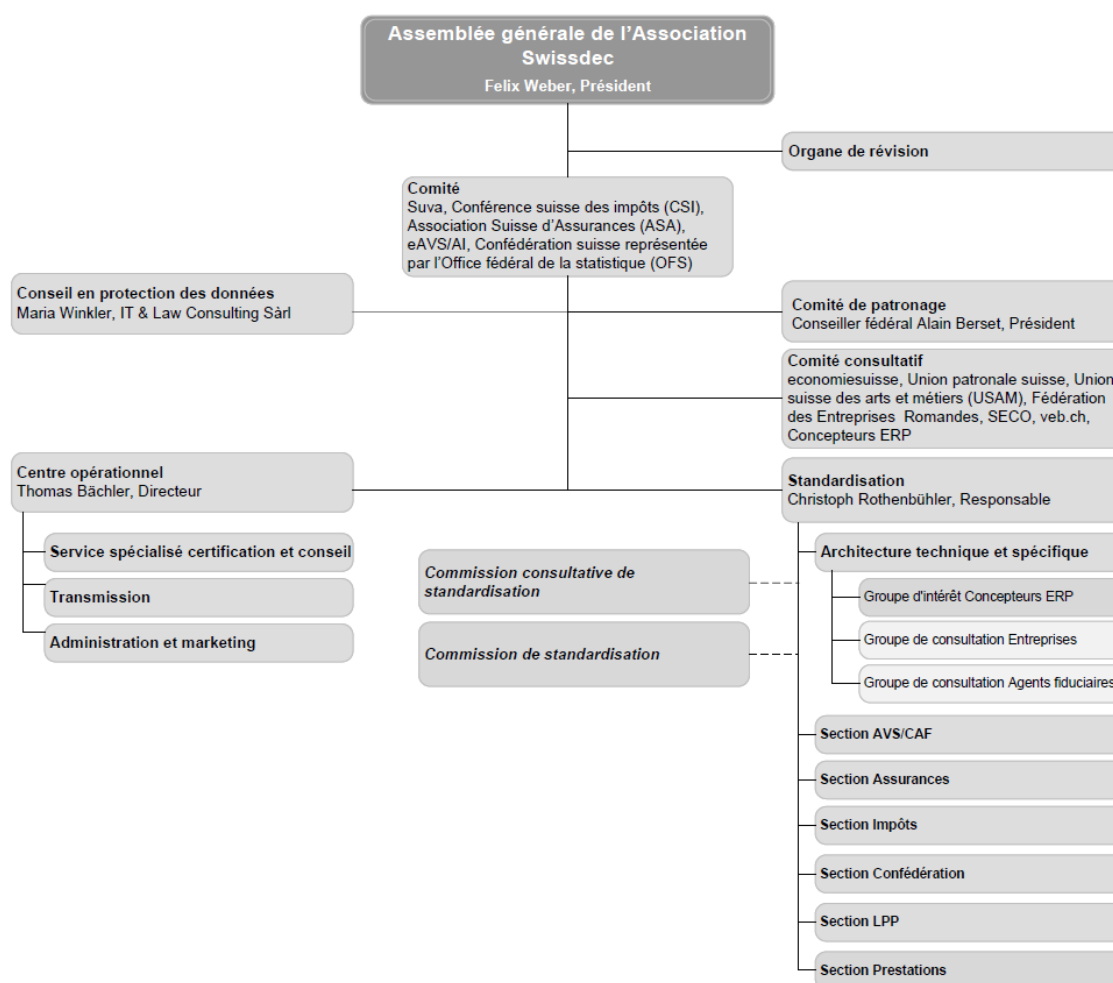 Assemblée générale de l’Association
Swissdec
Felix Weber, Président
Organe de révision
Comité
Suva, Conférence suisse des impôts (CSI),
Association Suisse d’Assurances (ASA),
eAVS/AI, Confédération suisse représentée
par l’Office fédéral de la statistique (OFS)
Conseil en protection des données
Maria Winkler, IT & Law Consulting Sàrl
Comité de patronage
Conseiller fédéral Alain Berset, Président
Comité consultatif
economiesuisse, Union patronale suisse, Union
suisse des arts et métiers (USAM), Fédération
des Entreprises Romandes, SECO, veb.ch,
Concepteurs ERP
Centre opérationnel
Thomas Bächler, Directeur
Service spécialisé certification et conseil
Transmission
Administration et marketing
Standardisation
Christoph Rothenbühler, Responsable
Commission consultative de
standardisation
Commission de standardisation
Architecture technique et spécifique
Groupe d'intérêt Concepteurs ERP
Groupe de consultation Entreprises
Groupe de consultation Agents fiduciaires
Section AVS/CAF
Section Assurances
Section Impôts
Section Confédération
Section LPP
Section Prestations